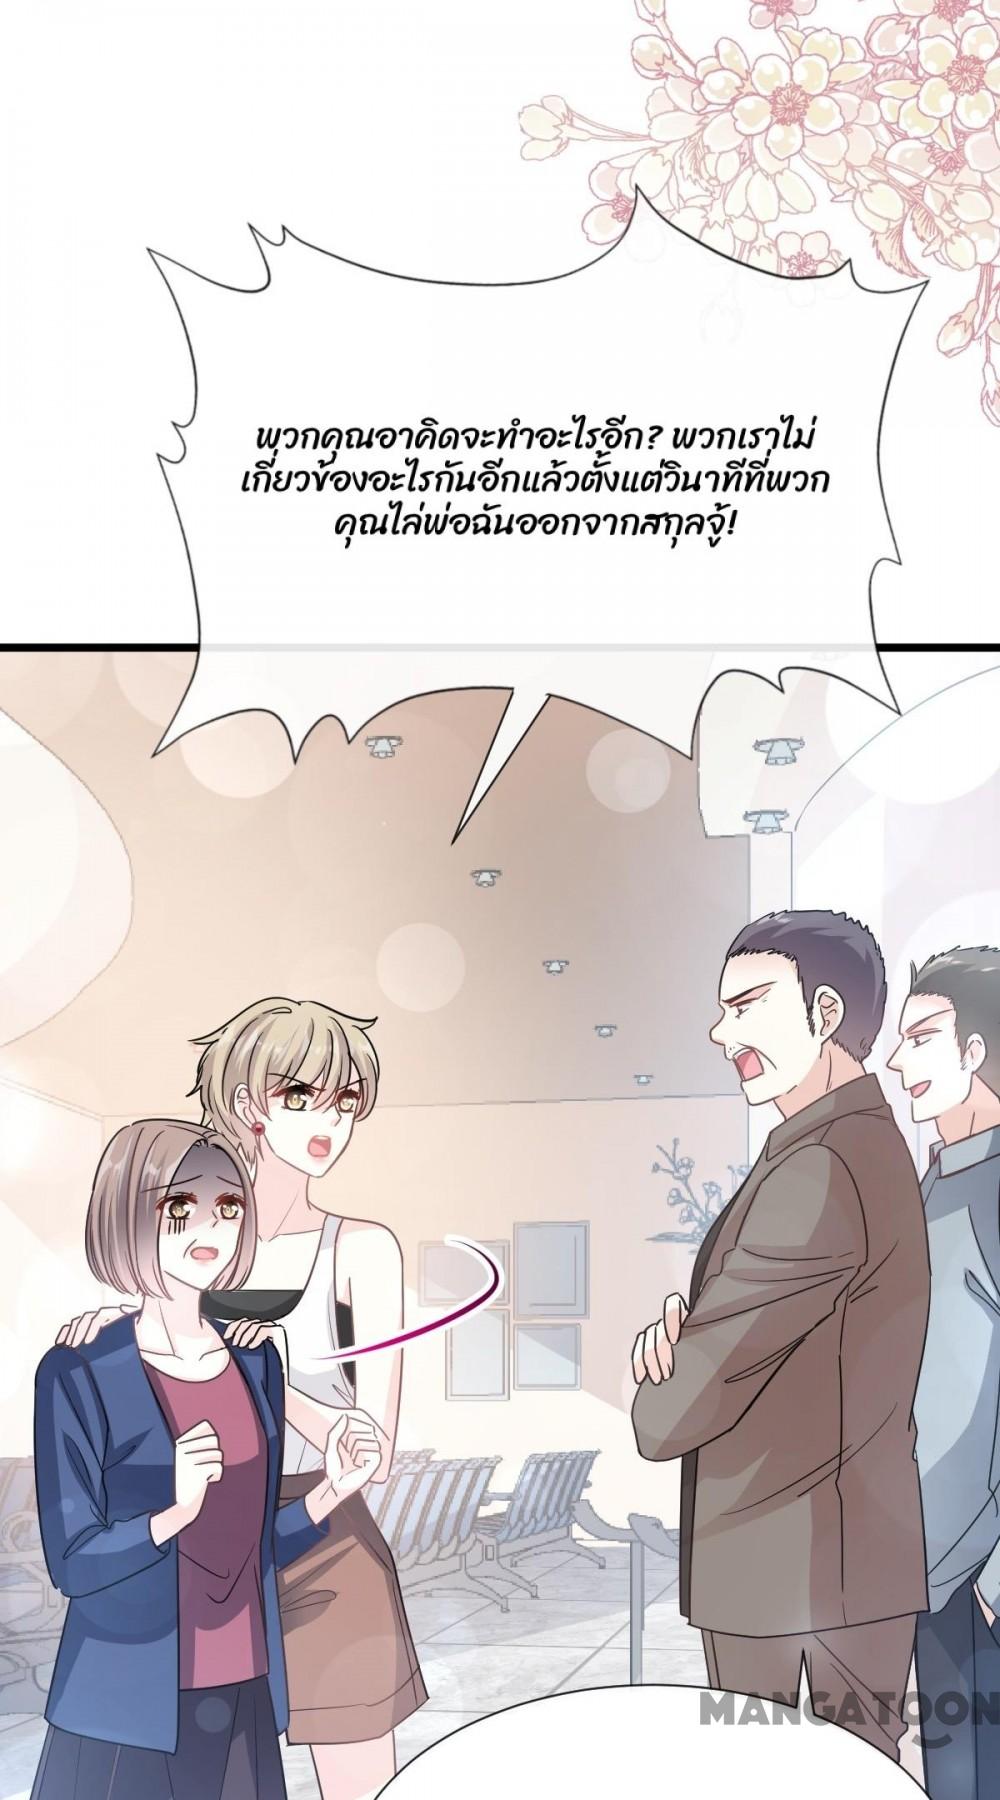 พวกคุณอาคิดจะทำอะไรอีก? พวกเราไม่
เกี่ยวข้องอะไรกันอีกแล้วตั้งแต่วินาทีที่พวก
คุณไล่พ่อฉันออกจากสกุลจู้!
MANGATOON